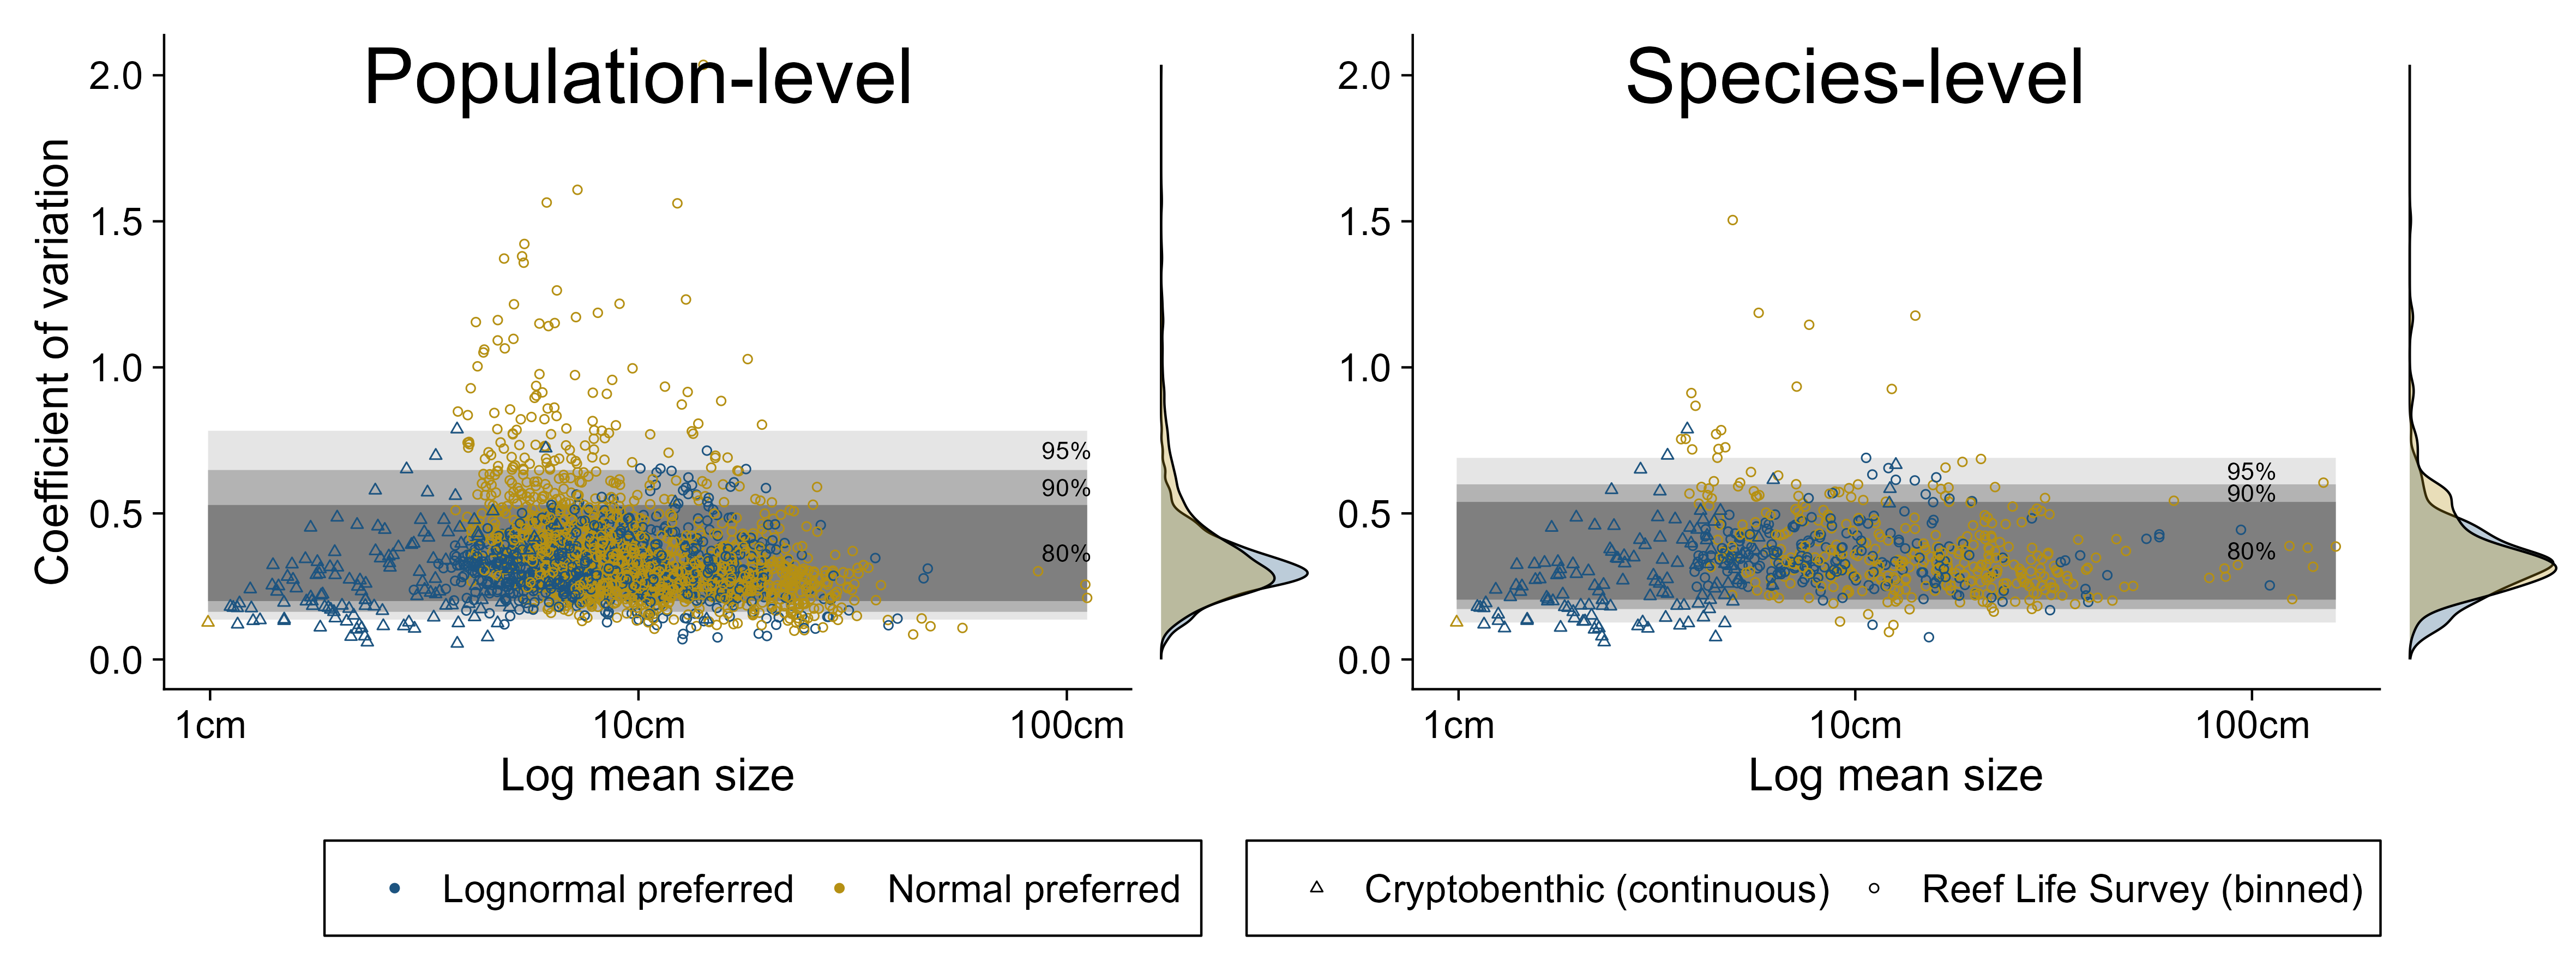 Population-level
Coefficient of variation
2.0
1.5
1.0
0.5
0.0
95%
90%
80%
1cm
10cm
100cm
Log mean size
Species-level
2.0
1.5
1.0
0.5
0.0
95%
90%
80%
1cm
10cm
100cm
Log mean size
Lognormal preferred
Normal preferred
Cryptobenthic (continuous)
Reef Life Survey (binned)